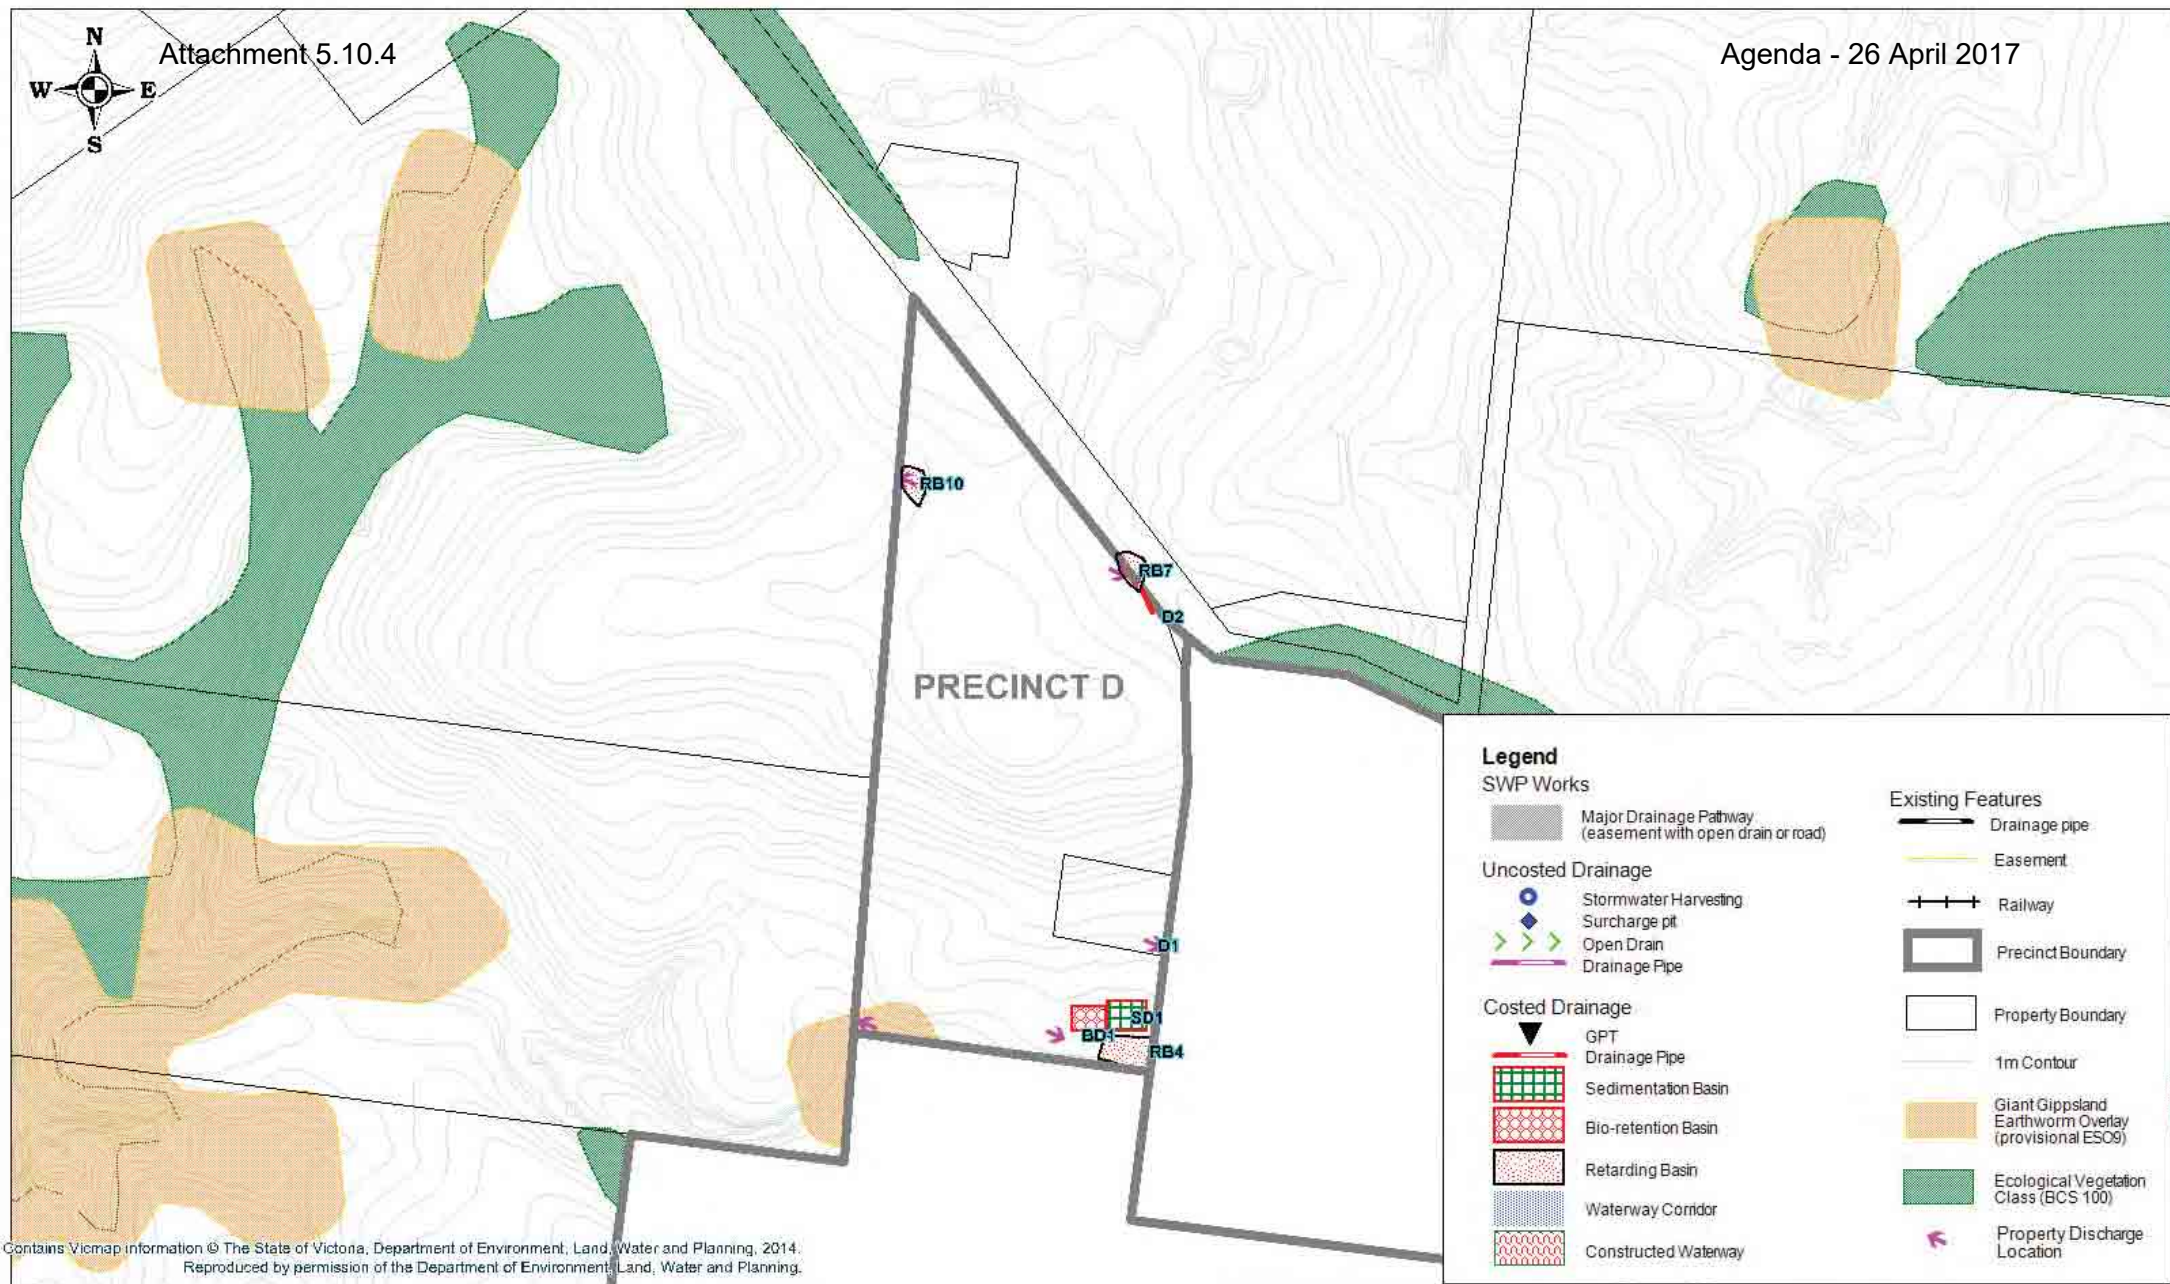 N
Attachment 5.10.4
Agenda - 26 April 2017
W E
S
RB10
RB7
D2
PRECINCT D
D1
SD1
BD1
RB4
Legend
SWP Works
Major Drainage Pathway
(easement with open drain or road)
Uncosted Drainage
Stormwater Harvesting
Surcharge pit
Open Drain
Drainage Pipe
Costed Drainage
GPT
Drainage Pipe
Sedimentation Basin
Bio-retention Basin
Retarding Basin
Waterway Corridor
Constructed Waterway
Existing Features
Drainage pipe
Easement
Railway
Precinct Boundary
Property Boundary
1m Contour
Giant Gippsland
Earthworm Overlay
(provisional ESO9)
Ecological Vegetation
Class (BCS 100)
Property Discharge
Location
Contains Vicmap information © The State of Victoria, Department of Environment, Land, Water and Planning, 2014.
Reproduced by permission of the Department of Environment, Land, Water and Planning.